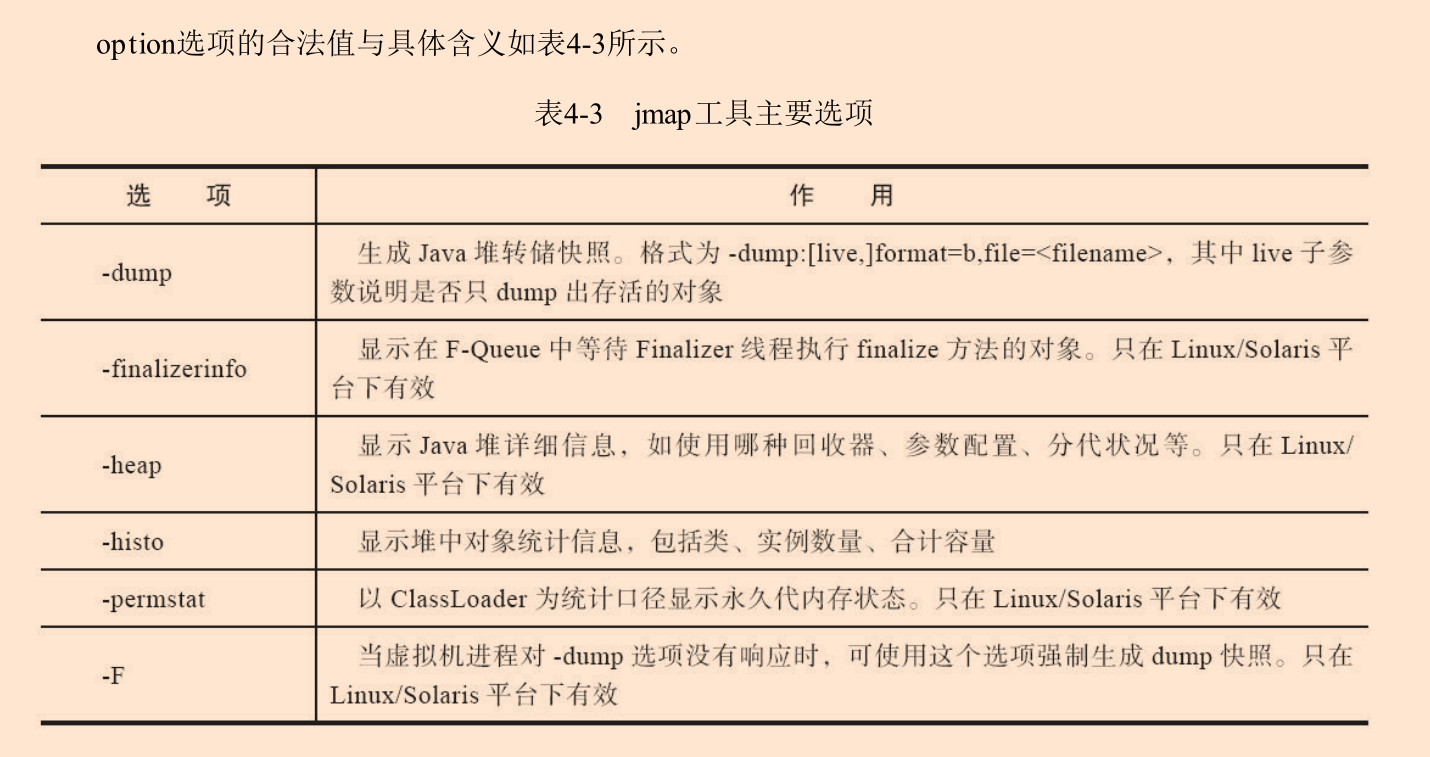 option选项的合法值与具体含义如表4-3所示。
表4-3 jmap工具主要选项
选 项 作 用
-dump 生成 Java 堆转储快照。格式为 -dump:[live,]format=b,file=<filename>，其中 live 子参
数说明是否只 dump 出存活的对象
-finalizerinfo 显示在 F-Queue 中等待 Finalizer 线程执行 finalize 方法的对象。只在 Linux/Solaris 平
台下有效
-heap 显示 Java 堆详细信息，如使用哪种回收器、参数配置、分代状况等。只在 Linux/
Solaris 平台下有效
-histo 显示堆中对象统计信息，包括类、实例数量、合计容量
-permstat 以 ClassLoader 为统计口径显示永久代内存状态。只在 Linux/Solaris 平台下有效
-F 当虚拟机进程对 -dump 选项没有响应时，可使用这个选项强制生成 dump 快照。只在
Linux/Solaris 平台下有效